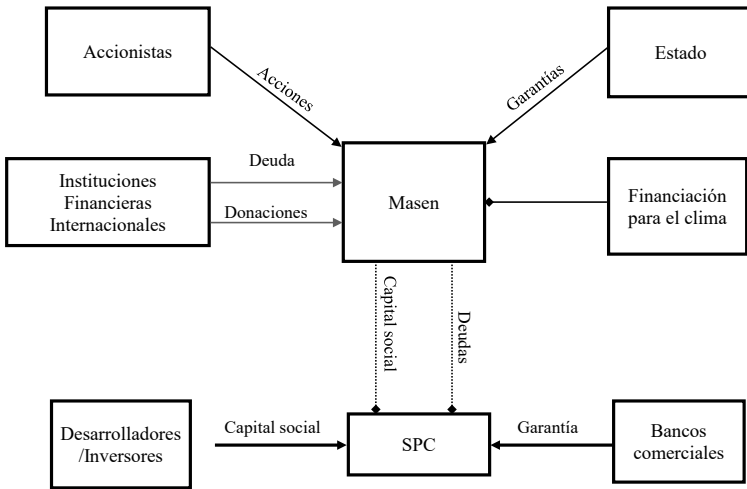 Accionistas
Acciones
Estado
Garantías
Instituciones
Financieras
Internacionales
Deuda
Donaciones
Masen
Financiación
para el clima
Capital social
Deudas
Desarrolladores
/Inversores
Capital social
SPC
Garantía
Bancos
comerciales